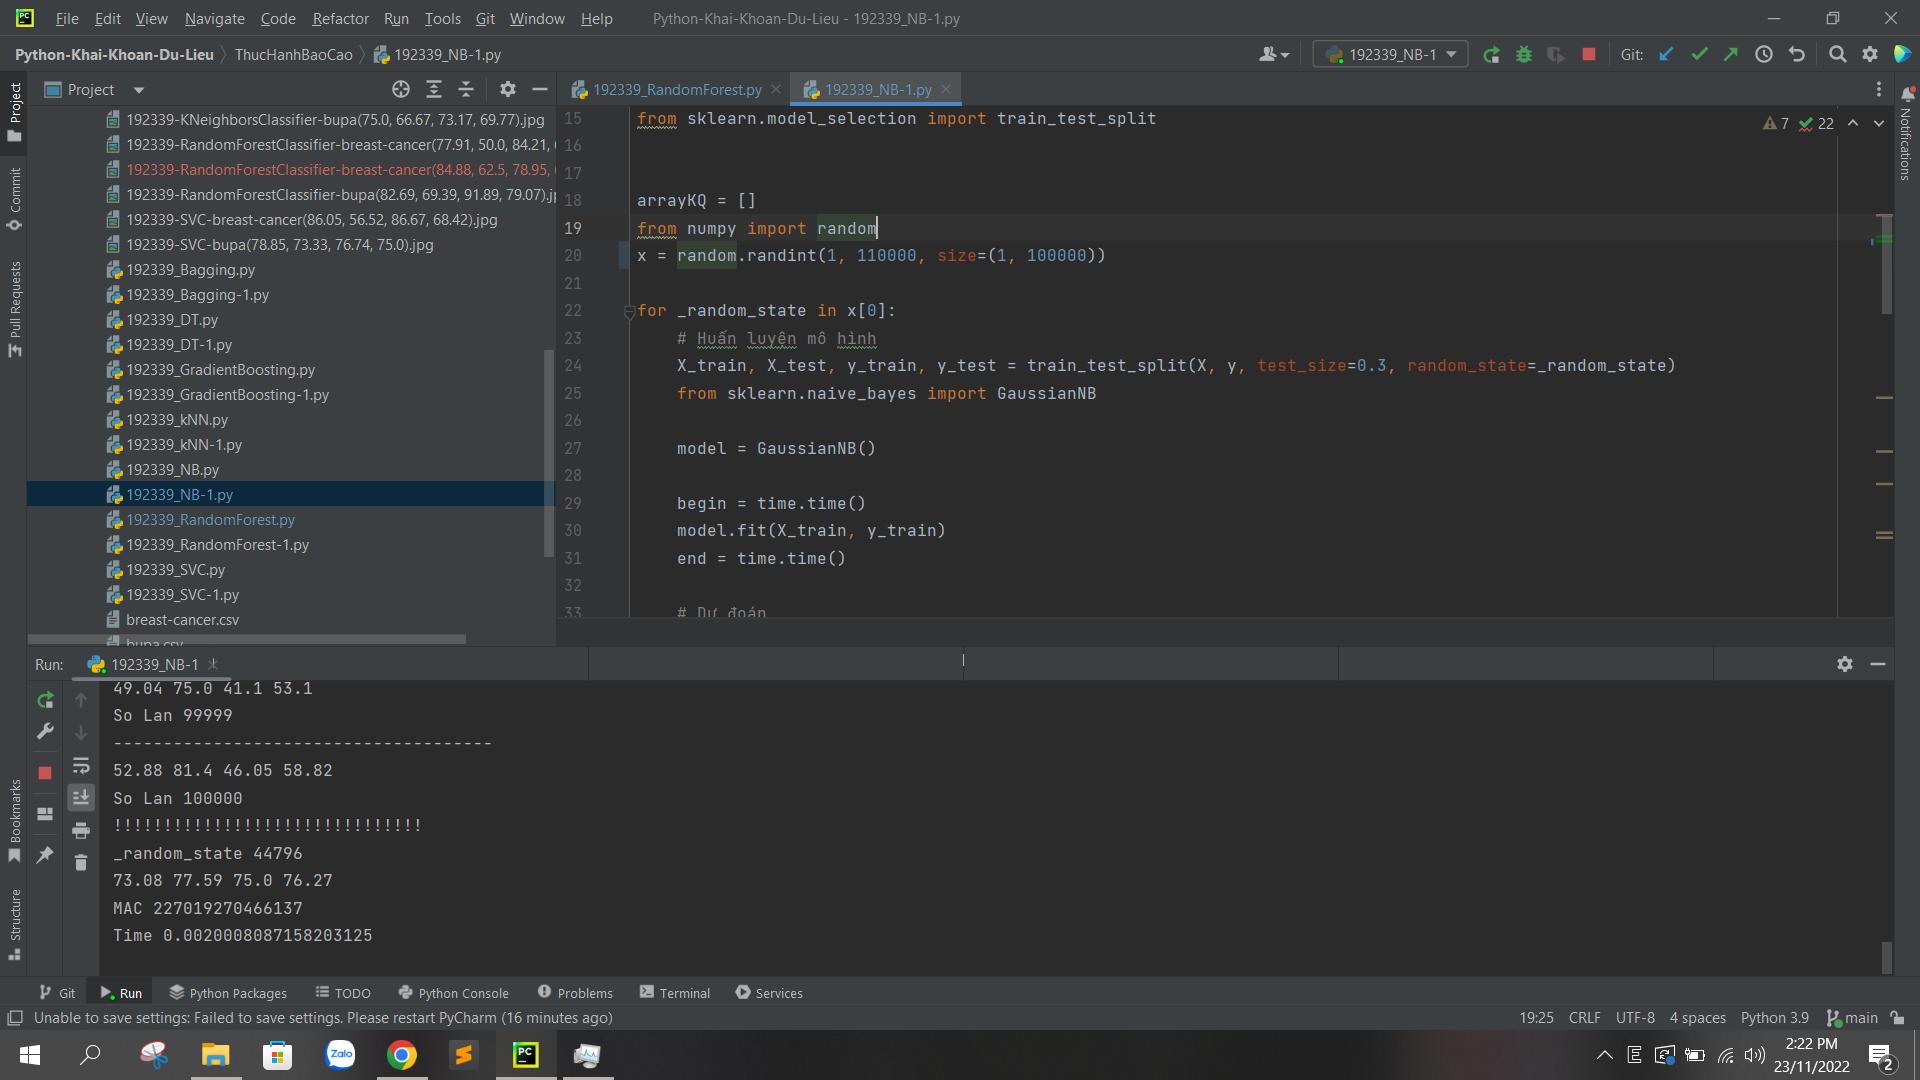 File Edit View Navigate Code Refactor Run Tools Git Window Help Python-Khai-Khoan-Du-Lieu - 192339_NB-1.py
Python-Khai-Khoan-Du-Lieu ThucHanhBaoCao 192339_NB-1.py 192339_NB-1 Git:
Project
192339_RandomForest.py 192339_NB-1.py
192339-KNeighborsClassifier-bupa(75.0, 66.67, 73.17, 69.77).jpg
192339-RandomForestClassifier-breast-cancer(77.91, 50.0, 84.21,
192339-RandomForestClassifier-breast-cancer(84.88, 62.5, 78.95,
192339-RandomForestClassifier-bupa(82.69, 69.39, 91.89, 79.07).j
192339-SVC-breast-cancer(86.05, 56.52, 86.67, 68.42).jpg
192339-SVC-bupa(78.85, 73.33, 76.74, 75.0).jpg
192339_Bagging.py
192339_Bagging-1.py
192339_DT.py
192339_DT-1.py
192339_GradientBoosting.py
192339_GradientBoosting-1.py
192339_kNN.py
192339_kNN-1.py
192339_NB.py
192339_NB-1.py
192339_RandomForest.py
192339_RandomForest-1.py
192339_SVC.py
192339_SVC-1.py
breast-cancer.csv
bupa.csv
15 from sklearn.model_selection import train_test_split
16
17
18 arrayKQ = []
19 from numpy import random
20 x = random.randint(1, 110000, size=(1, 100000))
21
22 for _random_state in x[0]:
23 # Huấn luyện mô hình
24 X_train, X_test, y_train, y_test = train_test_split(X, y, test_size=0.3, random_state=_random_state)
25 from sklearn.naive_bayes import GaussianNB
26
27 model = GaussianNB()
28
29 begin = time.time()
30 model.fit(X_train, y_train)
31 end = time.time()
32
33 # Dự đoán
7 22
Project
Commit
Pull Requests
Bookmarks
Structure
Notifications
Run: 192339_NB-1
49.04 75.0 41.1 53.1
So Lan 99999
--------------------------------------
52.88 81.4 46.05 58.82
So Lan 100000
!!!!!!!!!!!!!!!!!!!!!!!!!!!!!!!
_random_state 44796
73.08 77.59 75.0 76.27
MAC 227019270466137
Time 0.0020008087158203125
Git Run Python Packages TODO Python Console Problems Terminal Services
Unable to save settings: Failed to save settings. Please restart PyCharm (16 minutes ago) 19:25 CRLF UTF-8 4 spaces Python 3.9 main
Zalo
PC
E
2:22 PM
23/11/2022
2